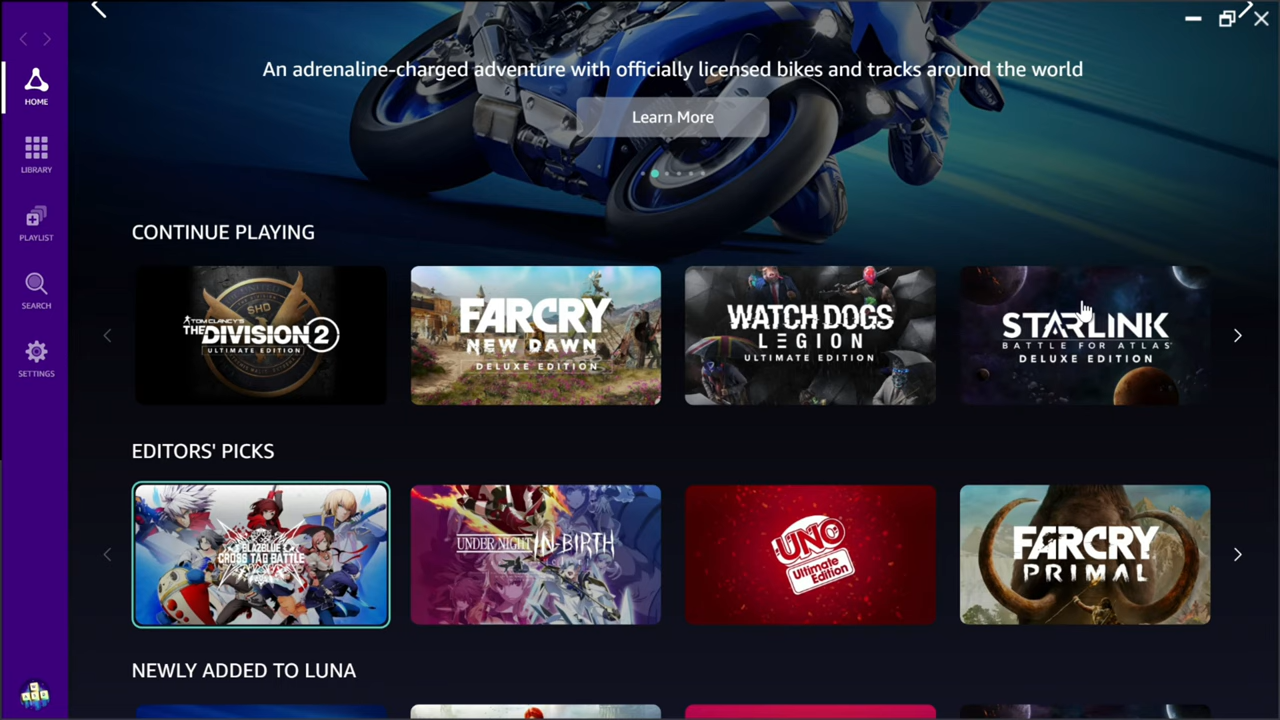 An adrenaline-charged adventure with officially licensed bikes and tracks around the world
Learn More
HOME
LIBRARY
PLAYLIST
SEARCH
SETTINGS
CONTINUE PLAYING
SHD
TOM CLANCY'S
THE DIVISION 2
ULTIMATE EDITION
FARCRY
NEW DAWN
DELUXE EDITION
WATCH DOGS
LEGION
ULTIMATE EDITION
STARLINK
BATTLE FOR ATLAS
DELUXE EDITION
EDITORS' PICKS
BLAZBLUE
CROSS TAG BATTLE
UNDER NIGHT IN-BIRTH
UNO
Ultimate
Edition
FARCRY
PRIMAL
NEWLY ADDED TO LUNA